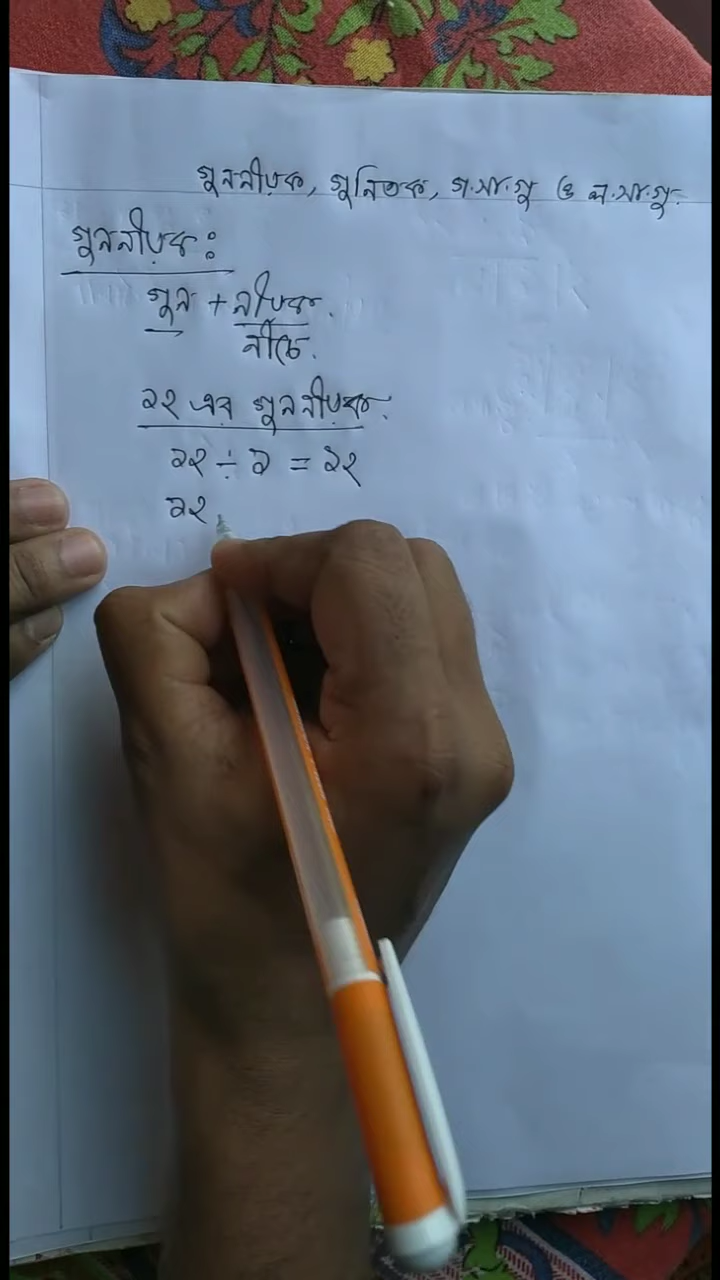 গুননীয়ক, গুনিতক, গ.সা.গু ও ল.সা.গু.
গুননীয়ক :
গুন + নীয়ক.
নীচে.
১২ এর গুননীয়ক.
১২ ÷ ১ = ১২
১২